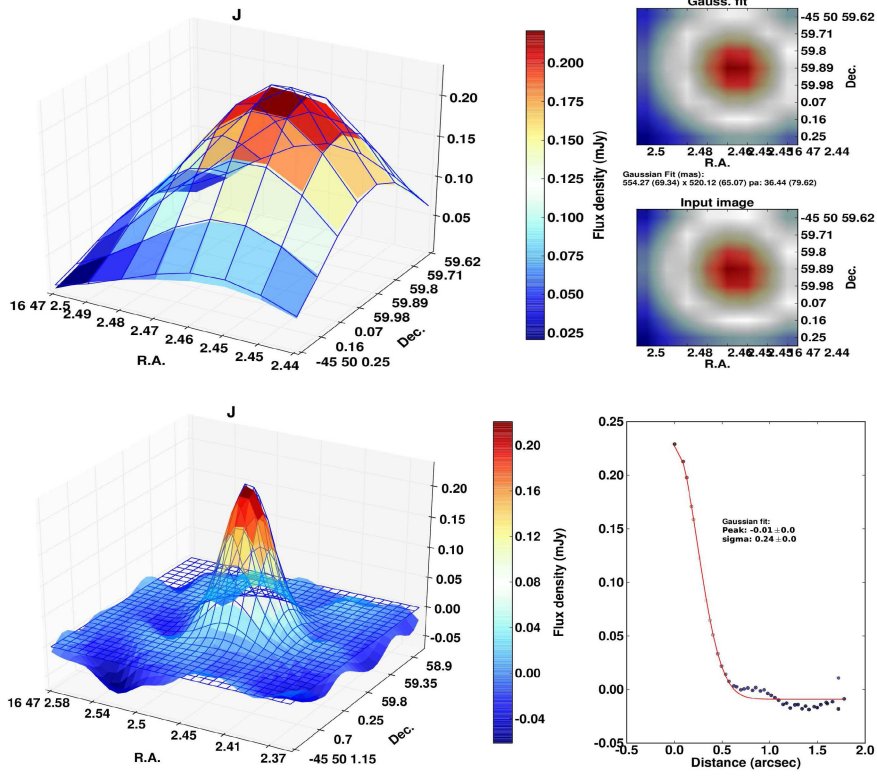 J
0.20
0.15
0.10
0.05
16 47 2.5
2.49
2.48
2.47
2.46
2.45
2.45
2.44
R.A.
-45 50 0.25
0.16
0.07
59.98
59.89
59.8
59.71
59.62
Dec.
0.200
0.175
0.150
0.125
0.100
0.075
0.050
0.025
Flux density (mJy)
Gauss. fit
-45 50 59.62
59.71
59.8
59.89
59.98
0.07
0.16
0.25
Dec.
2.5 2.48 2.46 2.45 2.45 16 47 2.44
R.A.
Gaussian Fit (mas):
554.27 (69.34) x 520.12 (65.07) pa: 36.44 (79.62)
Input image
-45 50 59.62
59.71
59.8
59.89
59.98
0.07
0.16
0.25
Dec.
2.5 2.48 2.46 2.45 2.45 16 47 2.44
R.A.
J
0.20
0.15
0.10
0.05
0.00
-0.05
16 47 2.58
2.54
2.5
2.45
2.41
2.37
R.A.
-45 50 1.15
0.7
0.25
59.8
59.35
58.9
Dec.
0.20
0.16
0.12
0.08
0.04
0.00
-0.04
Flux density (mJy)
0.25
0.20
0.15
0.10
0.05
0.00
-0.05
Gaussian fit:
Peak: -0.01 ±0.0
sigma: 0.24 ±0.0
-0.5 0.0 0.5 1.0 1.5 2.0
Distance (arcsec)